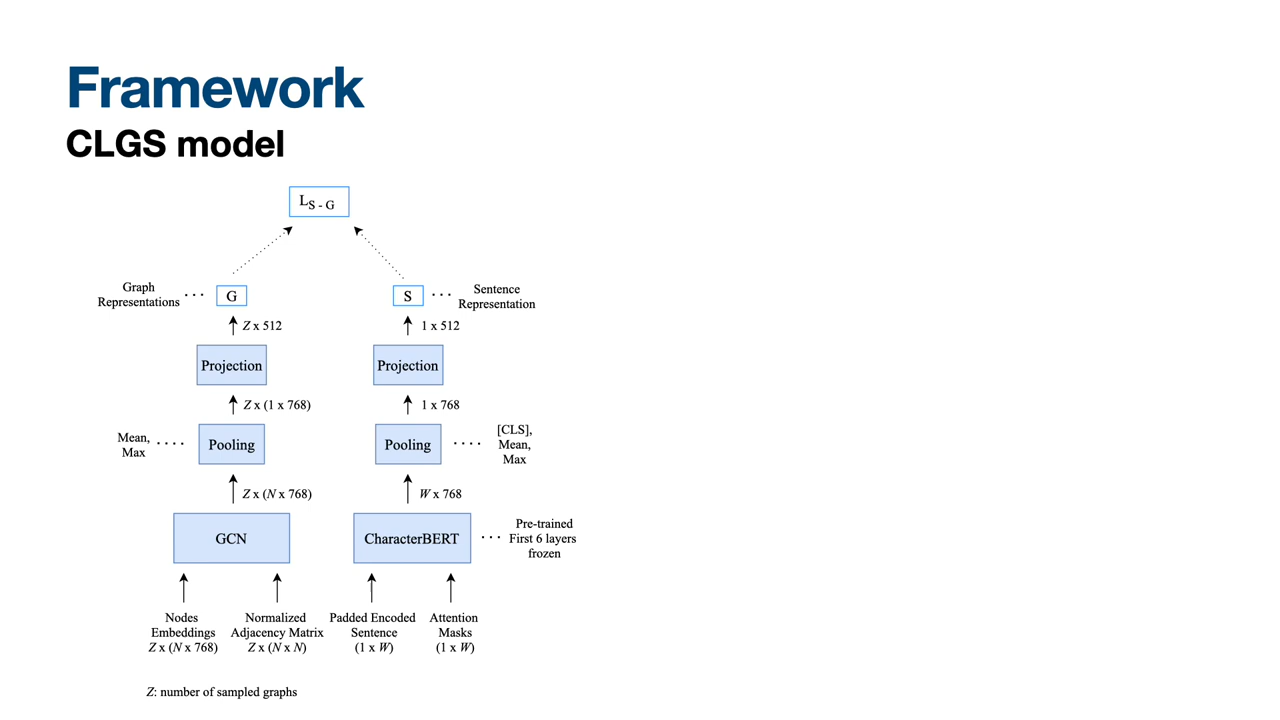 Framework
CLGS model
L S - G
Graph
Representations
G
S
Sentence
Representation
Z x 512
1 x 512
Projection
Projection
Z x (1 x 768)
1 x 768
Mean,
Max
Pooling
Pooling
[CLS],
Mean,
Max
Z x (N x 768)
W x 768
GCN
CharacterBERT
Pre-trained
First 6 layers
frozen
Nodes
Embeddings
Z x (N x 768)
Normalized
Adjacency Matrix
Z x (N x N)
Padded Encoded
Sentence
(1 x W)
Attention
Masks
(1 x W)
Z: number of sampled graphs